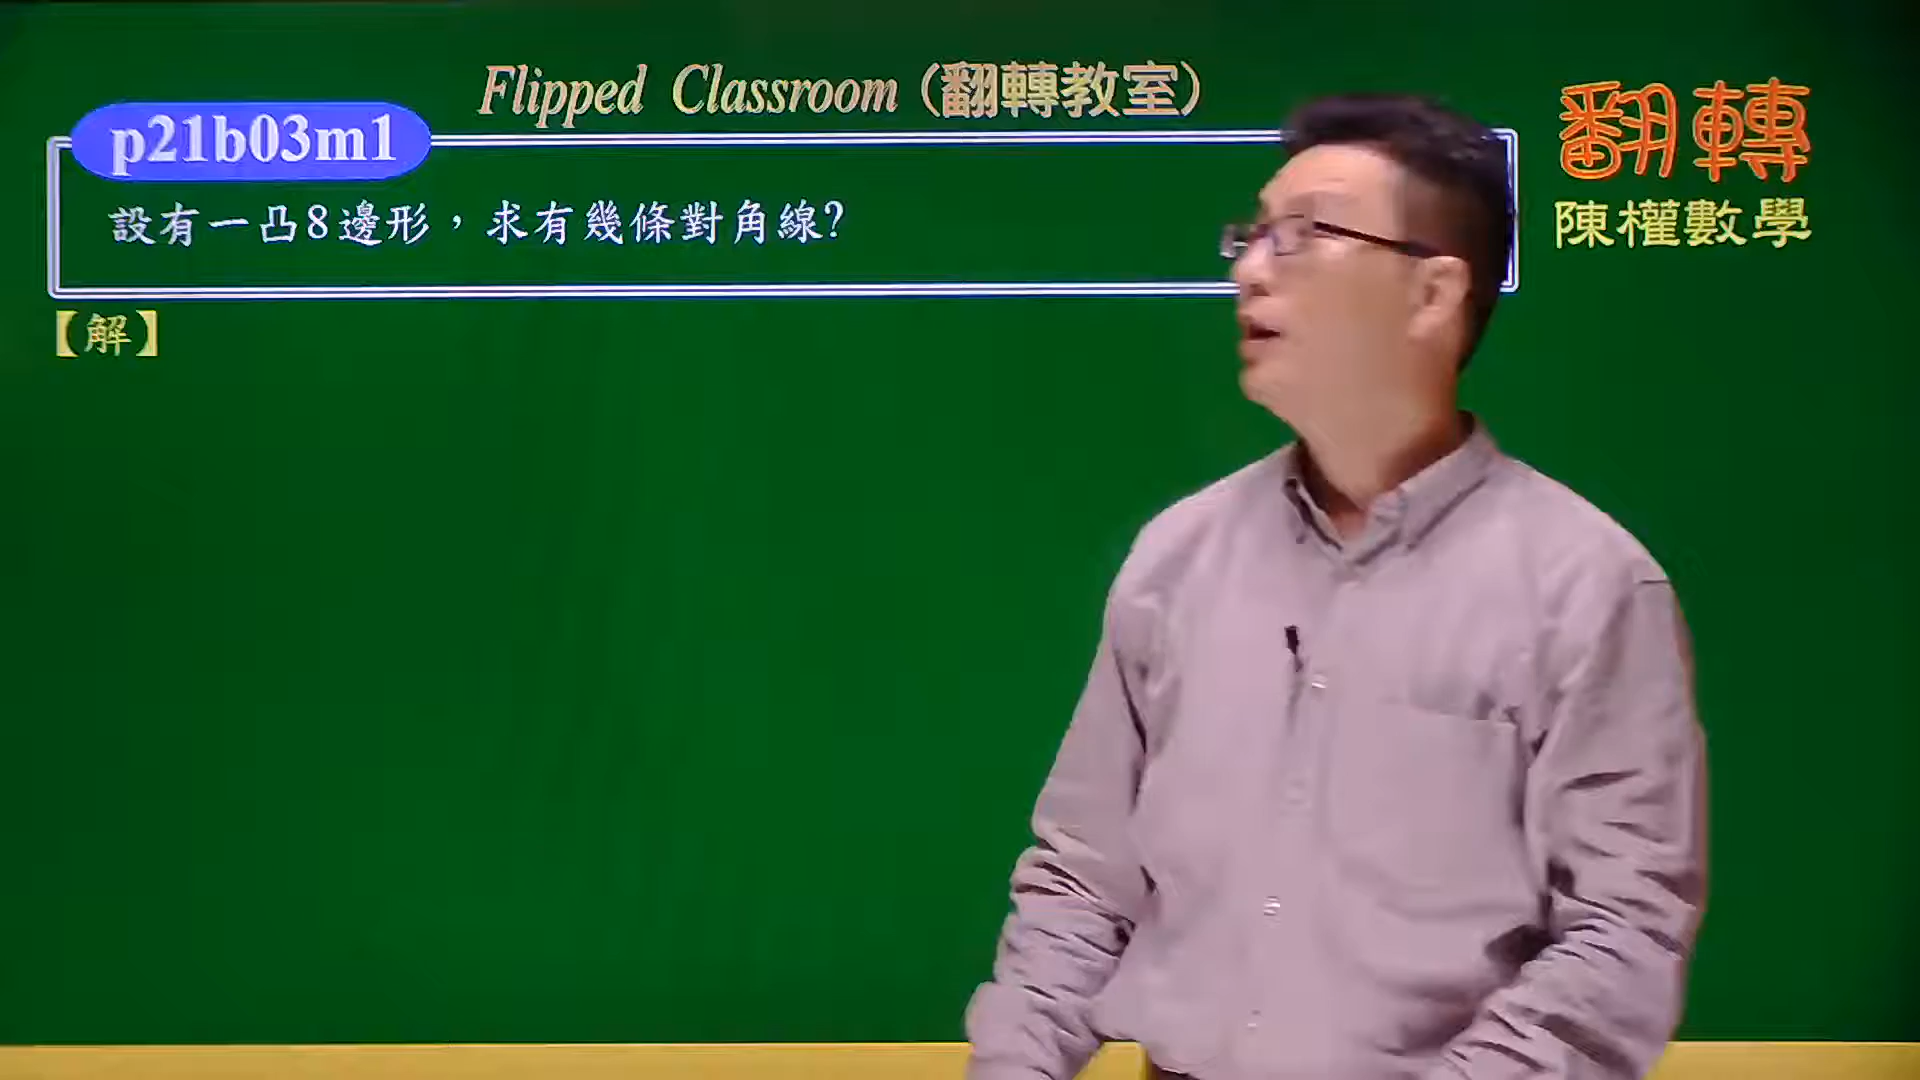 Flipped Classroom (翻轉教室)
翻轉
陳權數學
p21b03m1
設有一凸8邊形，求有幾條對角線?
【解】